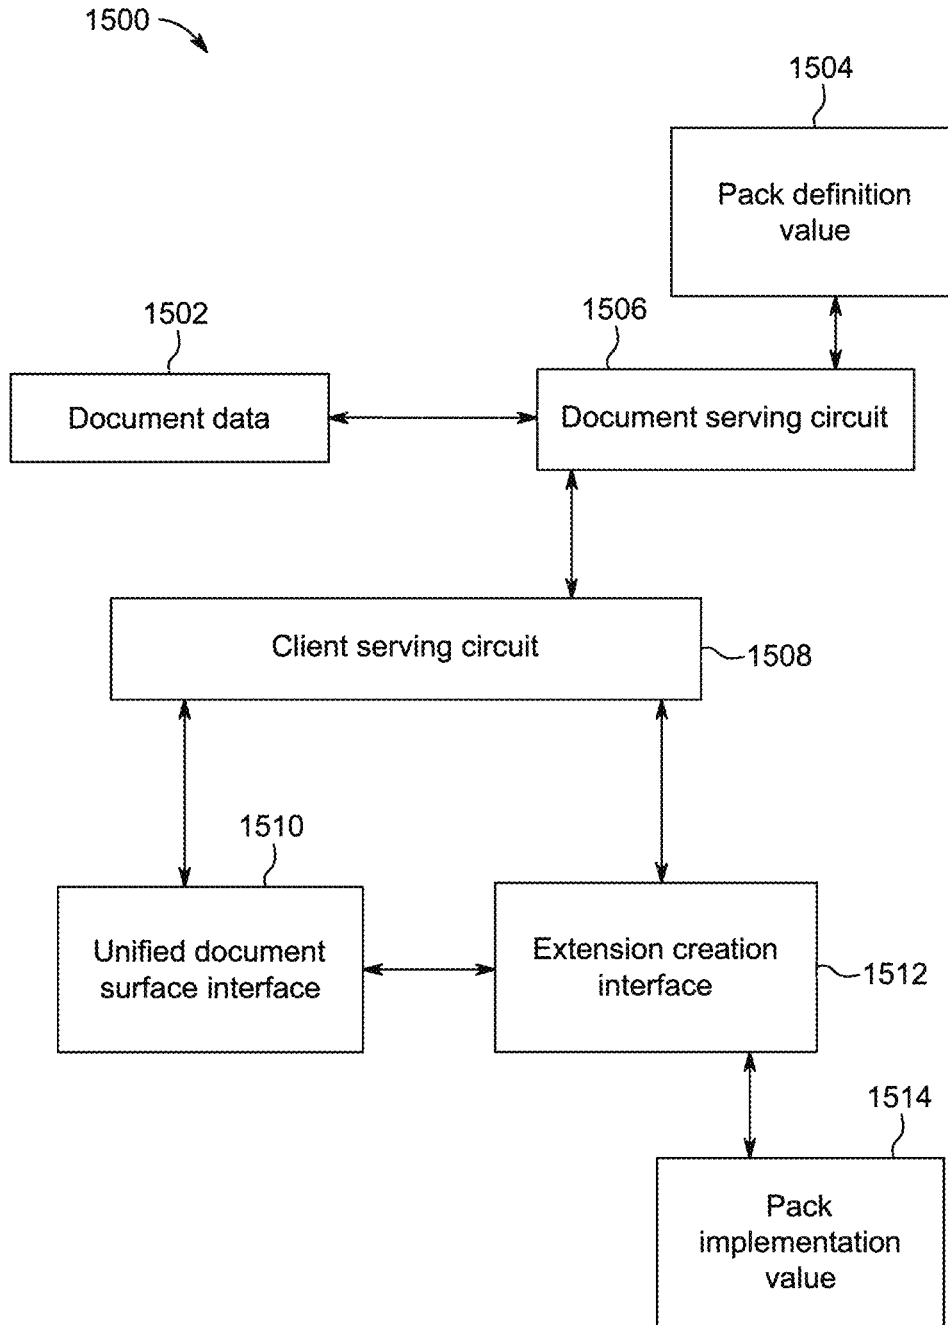 1500
1504
Pack definition
value
1502
1506
Document data
Document serving circuit
Client serving circuit
1508
1510
Unified document
surface interface
Extension creation
interface
1512
1514
Pack
implementation
value